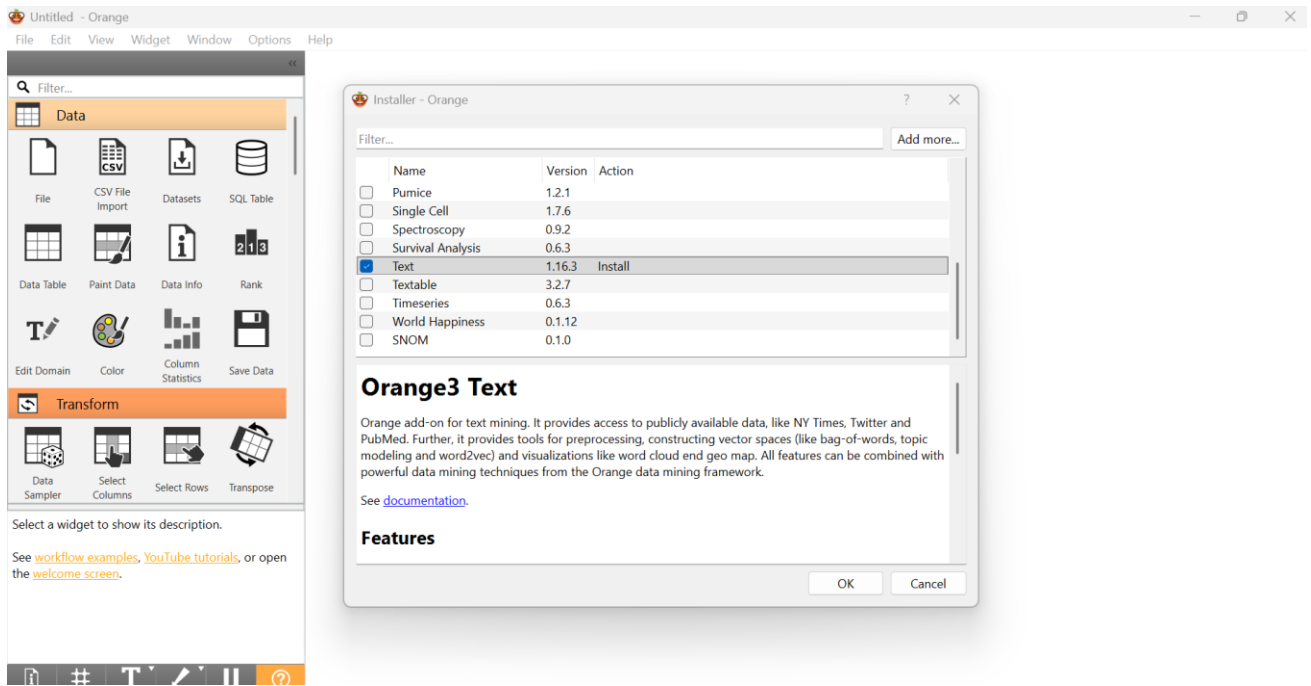 Untitled - Orange
File Edit View Widget Window Options Help
Filter...
Data
File
CSV File Import
Datasets
SQL Table
Data Table
Paint Data
Data Info
Rank
Edit Domain
Color
Column Statistics
Save Data
Transform
Data Sampler
Select Columns
Select Rows
Transpose
Select a widget to show its description.
See workflow examples, YouTube tutorials, or open
the welcome screen.
Installer - Orange
Filter...
Add more...
Name Version Action
Pumice 1.2.1
Single Cell 1.7.6
Spectroscopy 0.9.2
Survival Analysis 0.6.3
Text 1.16.3 Install
Textable 3.2.7
Timeseries 0.6.3
World Happiness 0.1.12
SNOM 0.1.0
Orange3 Text
Orange add-on for text mining. It provides access to publicly available data, like NY Times, Twitter and
PubMed. Further, it provides tools for preprocessing, constructing vector spaces (like bag-of-words, topic
modeling and word2vec) and visualizations like word cloud end geo map. All features can be combined with
powerful data mining techniques from the Orange data mining framework.
See documentation.
Features
OK Cancel